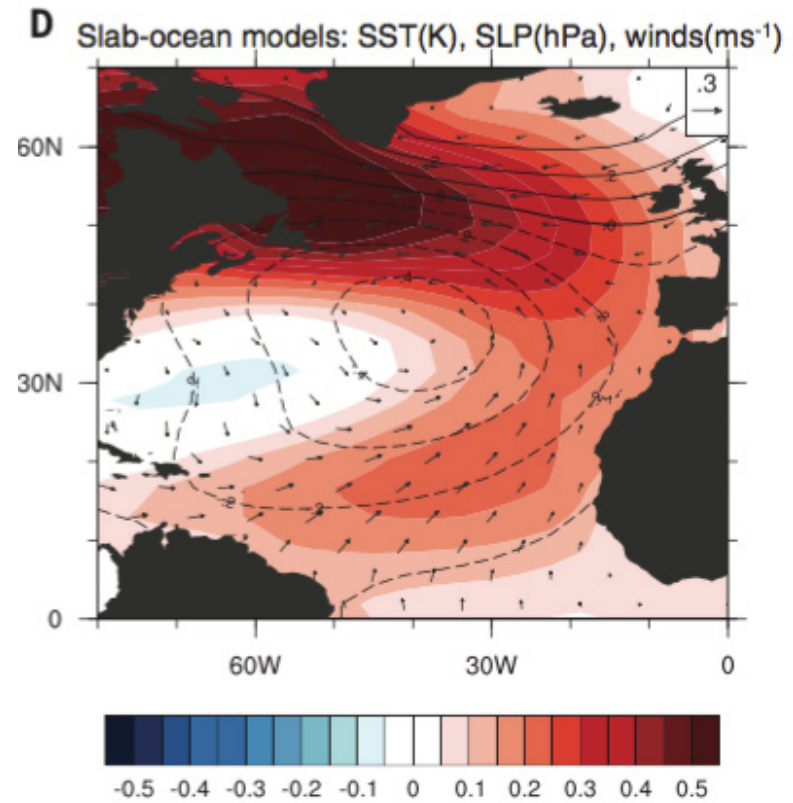 D Slab-ocean models: SST(K), SLP(hPa), winds(ms-1)
.3
60N
30N
0
60W 30W 0
-0.5 -0.4 -0.3 -0.2 -0.1 0 0.1 0.2 0.3 0.4 0.5